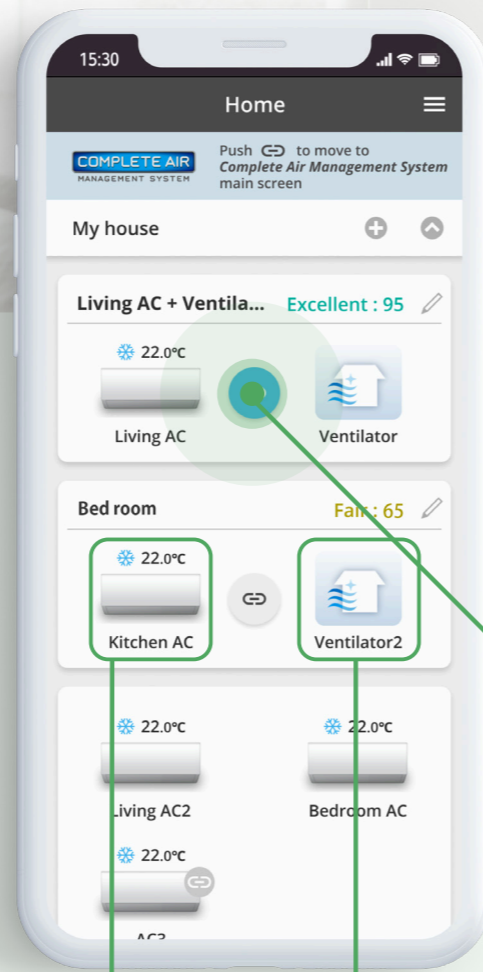 15:30
Home
COMPLETE AIR
MANAGEMENT SYSTEM
Push to move to
Complete Air Management System
main screen
My house
Living AC + Ventila... Excellent : 95
22.0°C
Living AC Ventilator
Bed room Fair : 65
22.0°C
Kitchen AC Ventilator2
22.0°C 22.0°C
Living AC2 Bedroom AC
22.0°C
AC3